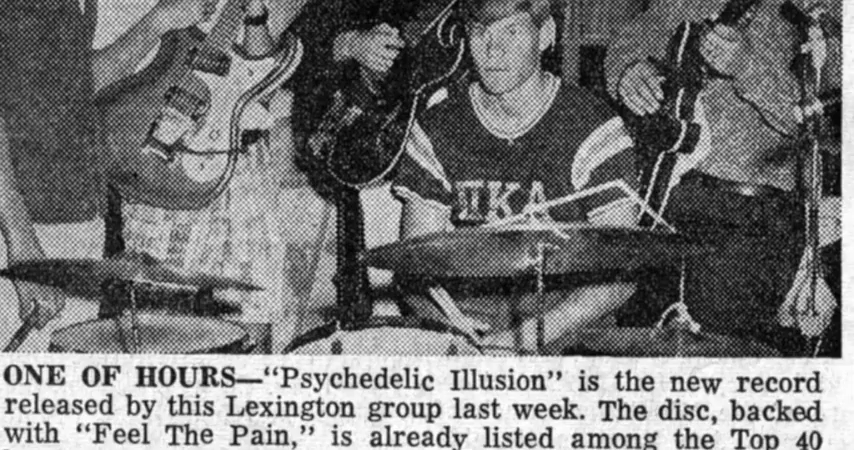 ΠKA
ONE OF HOURS—"Psychedelic Illusion" is the new record
released by this Lexington group last week. The disc, backed
with "Feel The Pain," is already listed among the Top 40